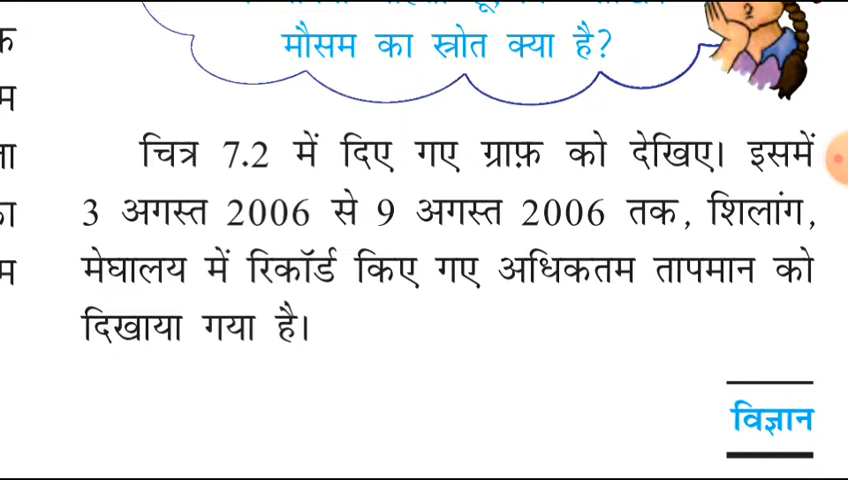 मौसम का स्रोत क्या है?
चित्र 7.2 में दिए गए ग्राफ़ को देखिए। इसमें
3 अगस्त 2006 से 9 अगस्त 2006 तक, शिलांग,
मेघालय में रिकॉर्ड किए गए अधिकतम तापमान को
दिखाया गया है।
विज्ञान